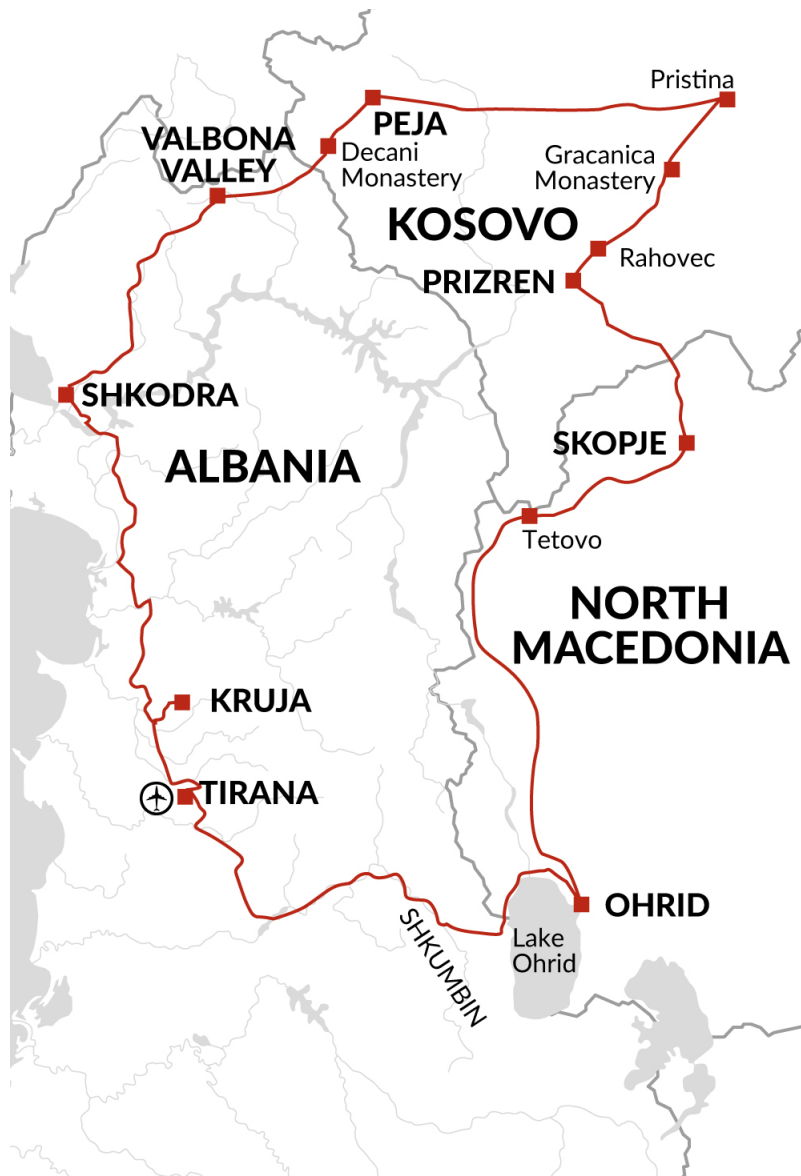 Pristina
VALBONA
VALLEY
PEJA
Decani
Monastery
Gracanica
Monastery
KOSOVO
Rahovec
PRIZREN
SHKODRA
SKOPJE
ALBANIA
Tetovo
NORTH
MACEDONIA
KRUJA
TIRANA
OHRID
SHKUMBIN
Lake
Ohrid